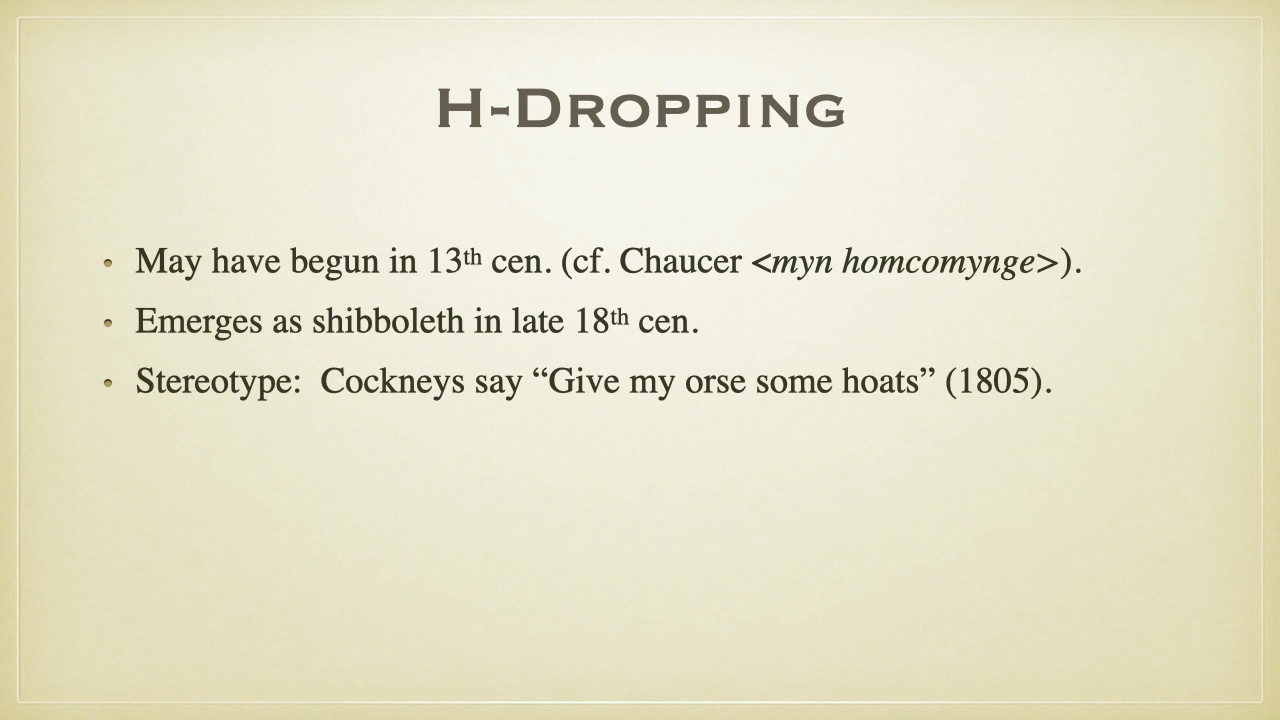 H-Dropping
• May have begun in 13th cen. (cf. Chaucer <myn homcomynge>).
• Emerges as shibboleth in late 18th cen.
• Stereotype:  Cockneys say “Give my orse some hoats” (1805).